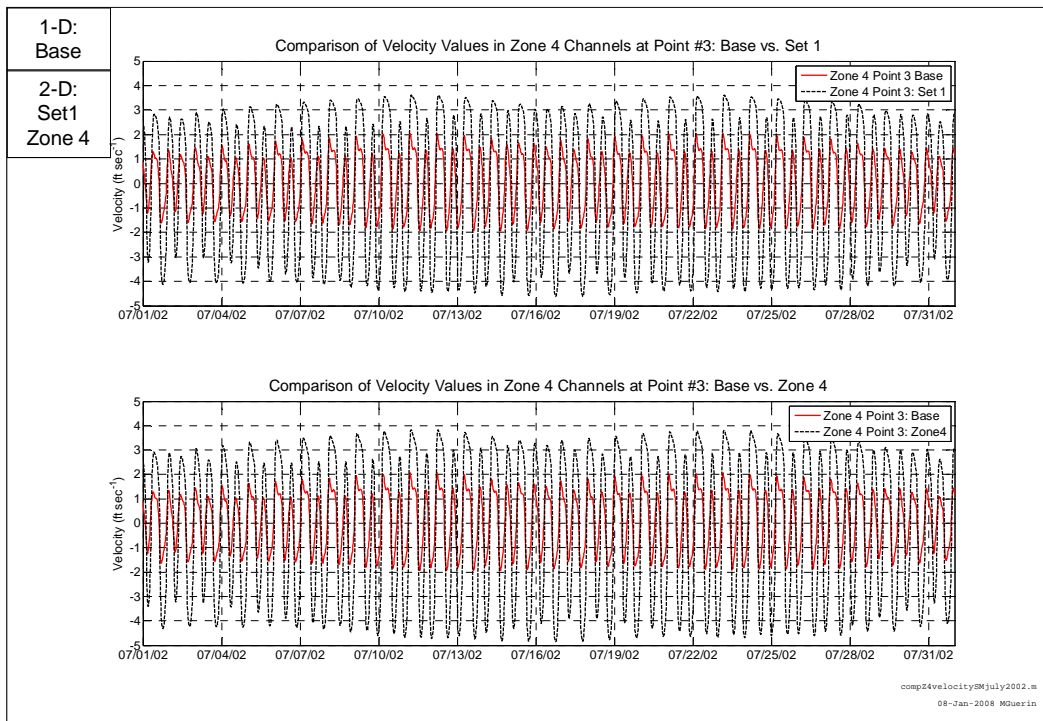 1-D:
Base
2-D:
Set1
Zone 4
Comparison of Velocity Values in Zone 4 Channels at Point #3: Base vs. Set 1
Velocity (ft sec⁻¹)
5
4
3
2
1
0
-1
-2
-3
-4
-5
Zone 4 Point 3 Base
Zone 4 Point 3: Set 1
07/01/02 07/04/02 07/07/02 07/10/02 07/13/02 07/16/02 07/19/02 07/22/02 07/25/02 07/28/02 07/31/02
Comparison of Velocity Values in Zone 4 Channels at Point #3: Base vs. Zone 4
Velocity (ft sec⁻¹)
5
4
3
2
1
0
-1
-2
-3
-4
-5
Zone 4 Point 3: Base
Zone 4 Point 3: Zone4
07/01/02 07/04/02 07/07/02 07/10/02 07/13/02 07/16/02 07/19/02 07/22/02 07/25/02 07/28/02 07/31/02
compZ4velocitySMjuly2002.m
08-Jan-2008 MGuerin